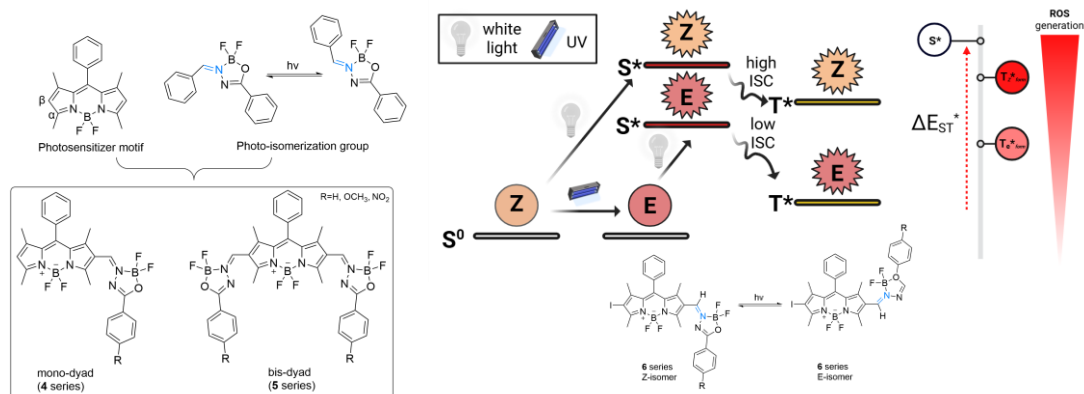 Photosensitizer motif
β
α
N
N
B
F
F
Photo-isomerization group
N
N
F
F
B
O
hν
N
N
F
F
B
O
R=H, OCH₃, NO₂
N
+
B
-
N
F
F
N
N
B
F
F
O
R
mono-dyad
(4 series)
F
F
B
N
N
O
R
N
+
B
-
N
F
F
N
N
B
F
F
O
R
bis-dyad
(5 series)
white
light
UV
Z
S*
E
S*
high
ISC
low
ISC
Z
T*
E
T*
Z
E
S⁰
ROS
generation
S*
ΔE_ST*
I
N
+
B
-
N
F
F
H
N
N
B
F
F
O
R
6 series
Z-isomer
hν
I
N
+
B
-
N
F
F
H
N
N
B
F
F
O
R
6 series
E-isomer